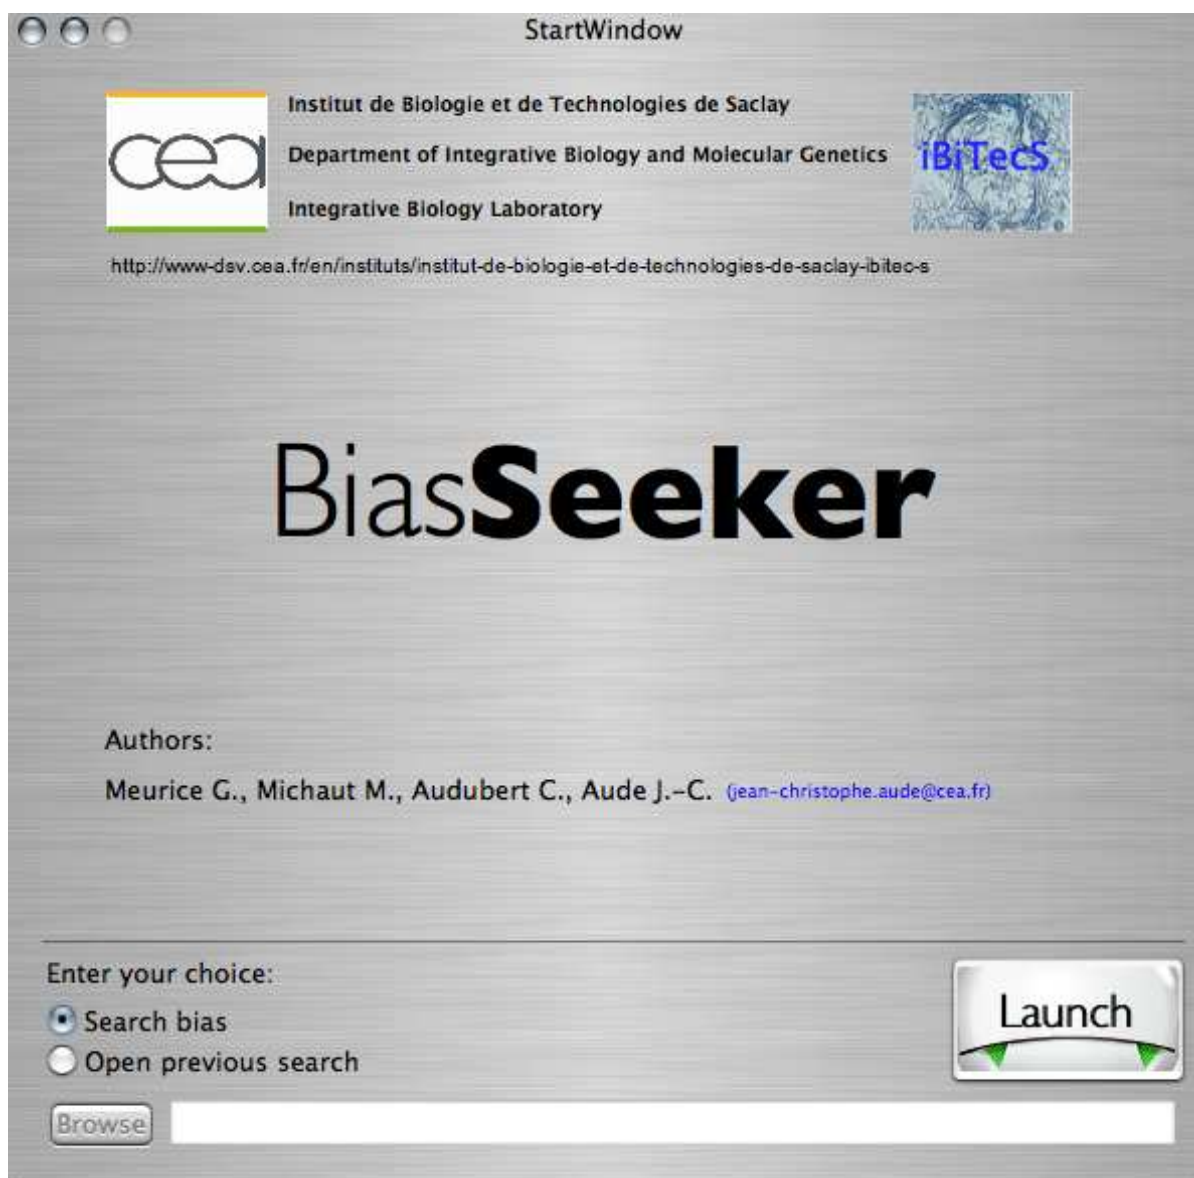 StartWindow
cea
Institut de Biologie et de Technologies de Saclay
Department of Integrative Biology and Molecular Genetics
iBiTecS
Integrative Biology Laboratory
http://www-dsv.cea.fr/en/instituts/institut-de-biologie-et-de-technologies-de-saclay-ibitec-s
BiasSeeker
Authors:
Meurice G., Michaut M., Audubert C., Aude J.-C. (jean-christophe.aude@cea.fr)
Enter your choice:
Search bias
Open previous search
Launch
Browse